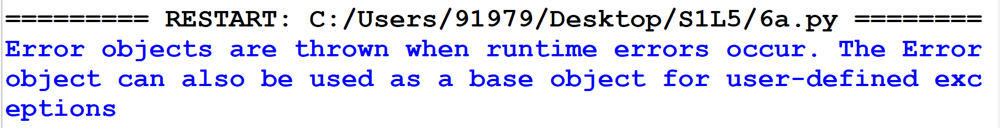 ========= RESTART: C:/Users/91979/Desktop/S1L5/6a.py ========
Error objects are thrown when runtime errors occur. The Error
object can also be used as a base object for user-defined exc
eptions